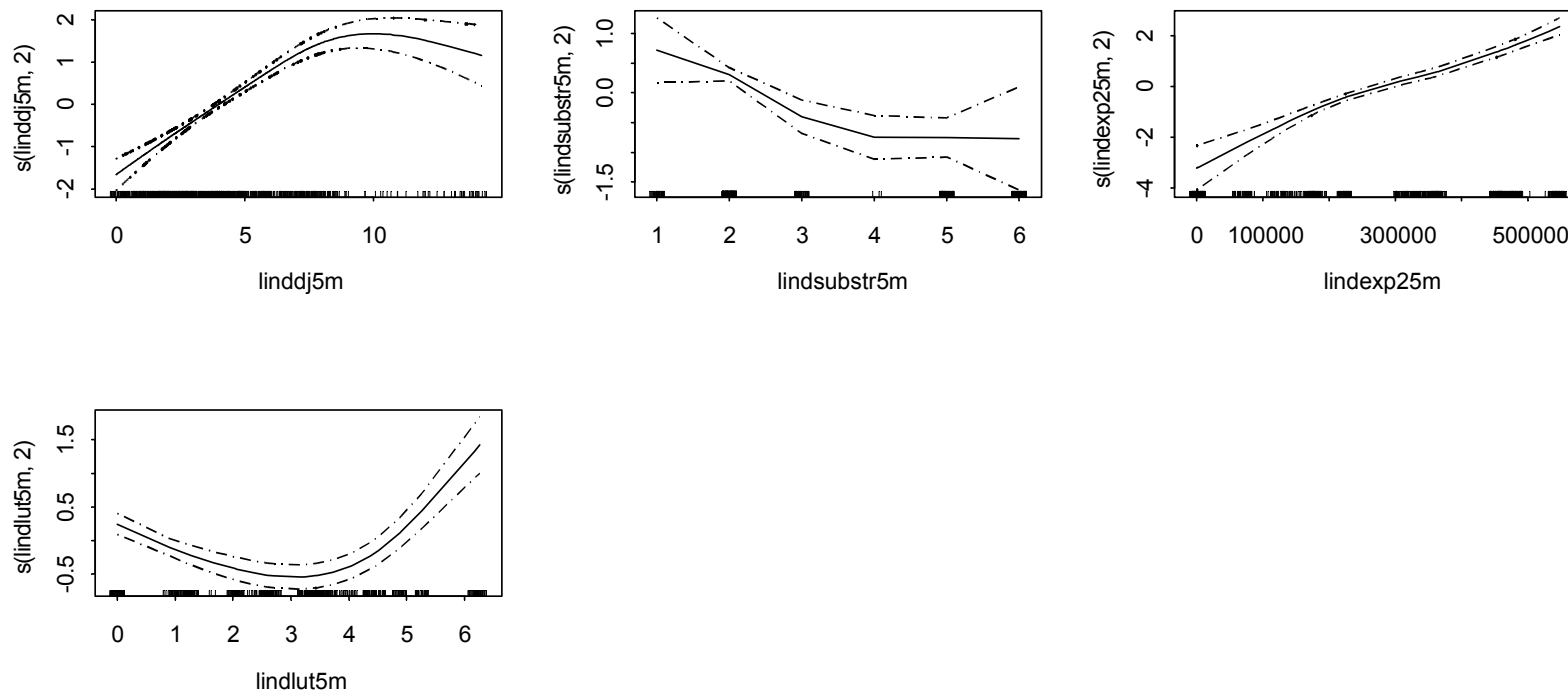 s(linddj5m, 2)
2
1
0
-1
-2
0 5 10
linddj5m
s(lindsubstr5m, 2)
1.0
0.0
-1.5
1 2 3 4 5 6
lindsubstr5m
s(lindexp25m, 2)
2
0
-2
-4
0 100000 300000 500000
lindexp25m
s(lindlut5m, 2)
1.5
0.5
-0.5
0 1 2 3 4 5 6
lindlut5m